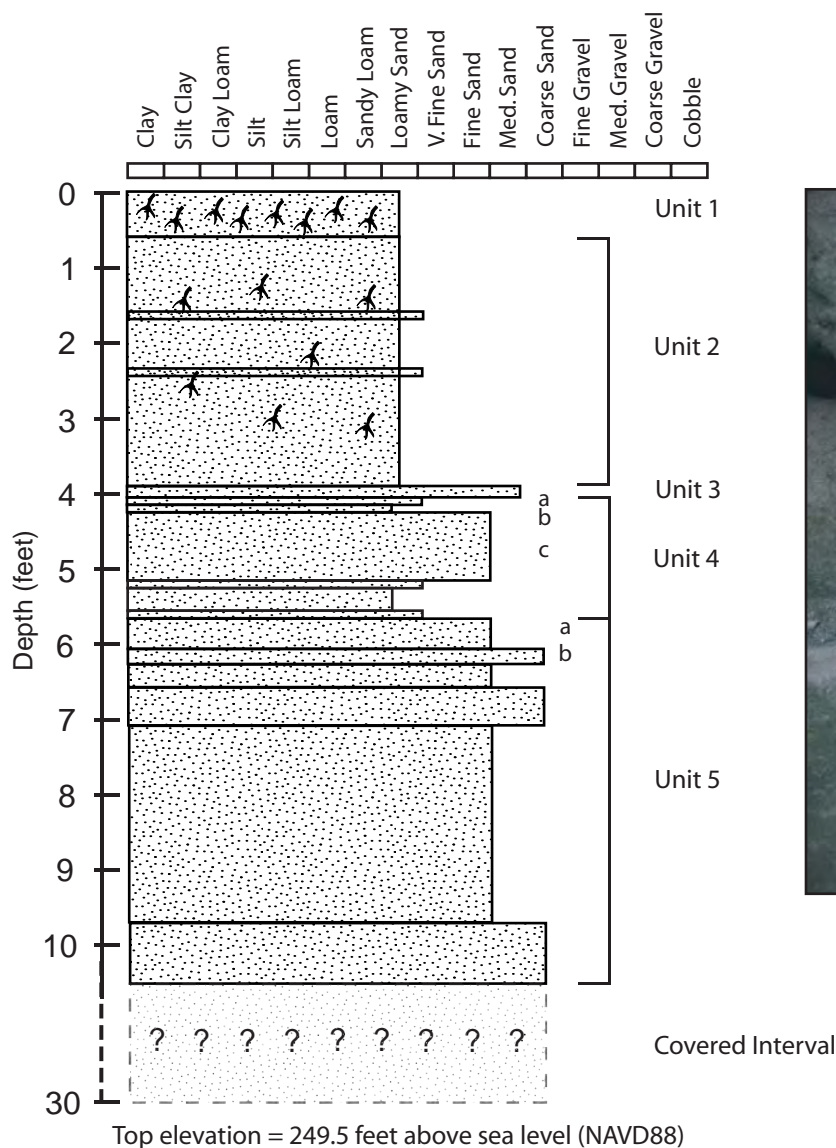 Clay
Silt Clay
Clay Loam
Silt
Silt Loam
Loam
Sandy Loam
Loamy Sand
V. Fine Sand
Fine Sand
Med. Sand
Coarse Sand
Fine Gravel
Med. Gravel
Coarse Gravel
Cobble
Depth (feet)
0
1
2
3
4
5
6
7
8
9
10
30
Unit 1
Unit 2
Unit 3
a
b
c
Unit 4
a
b
Unit 5
? ? ? ? ? ? ? ? ?
Covered Interval
Top elevation = 249.5 feet above sea level (NAVD88)